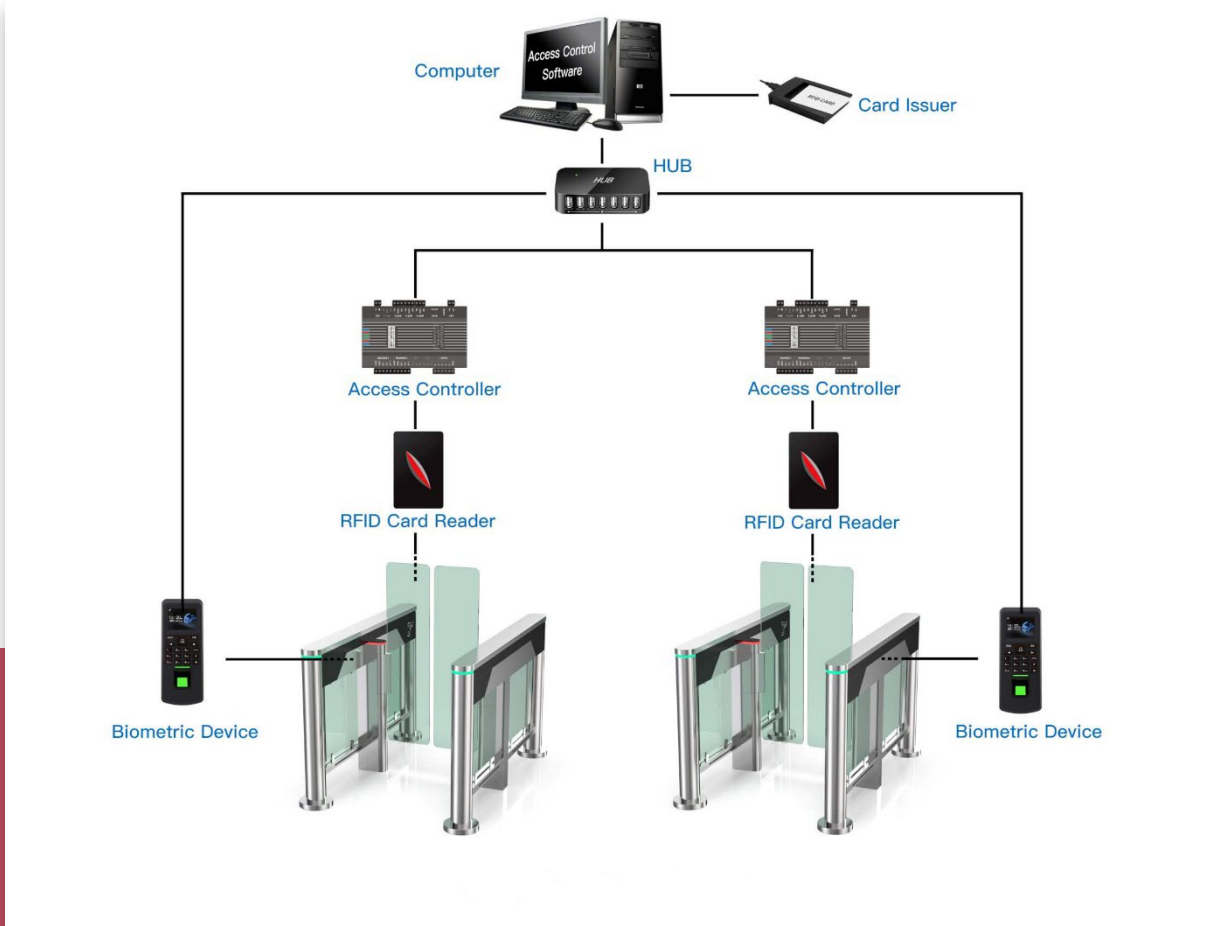 Access Control
Software
Computer
RFID CARD
Card Issuer
HUB
HUB
Access Controller
Access Controller
RFID Card Reader
RFID Card Reader
Biometric Device
Biometric Device